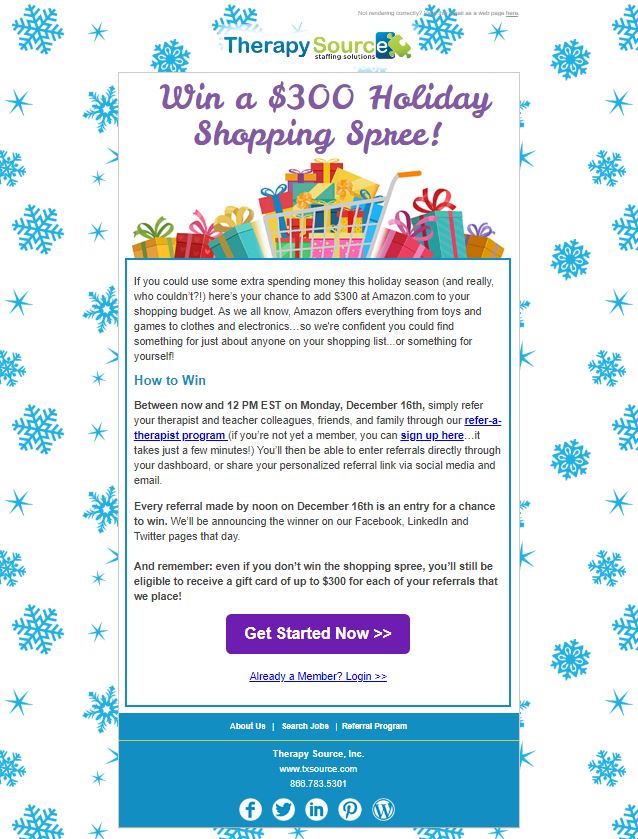 Not rendering correctly? View this email as a web page here.
TherapySource
staffing solutions
Win a $300 Holiday
Shopping Spree!
If you could use some extra spending money this holiday season (and really,
who couldn't?!) here's your chance to add $300 at Amazon.com to your
shopping budget. As we all know, Amazon offers everything from toys and
games to clothes and electronics…so we're confident you could find
something for just about anyone on your shopping list...or something for
yourself!
How to Win
Between now and 12 PM EST on Monday, December 16th, simply refer
your therapist and teacher colleagues, friends, and family through our refer-a-
therapist program (if you're not yet a member, you can sign up here…it
takes just a few minutes!) You'll then be able to enter referrals directly through
your dashboard, or share your personalized referral link via social media and
email.
Every referral made by noon on December 16th is an entry for a chance
to win. We'll be announcing the winner on our Facebook, LinkedIn and
Twitter pages that day.
And remember: even if you don't win the shopping spree, you'll still be
eligible to receive a gift card of up to $300 for each of your referrals that
we place!
Get Started Now >>
Already a Member? Login >>
About Us | Search Jobs | Referral Program
Therapy Source, Inc.
www.txsource.com
866.783.5301